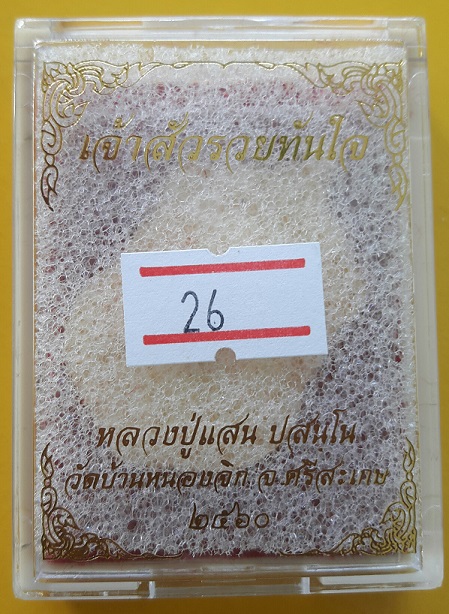 เจ้าสัวรวยทันใจ
26
หลวงปู่แสน ปสนฺโน
วัดบ้านหนองจิก จ.ศรีสะเกษ
๒๕๖๐